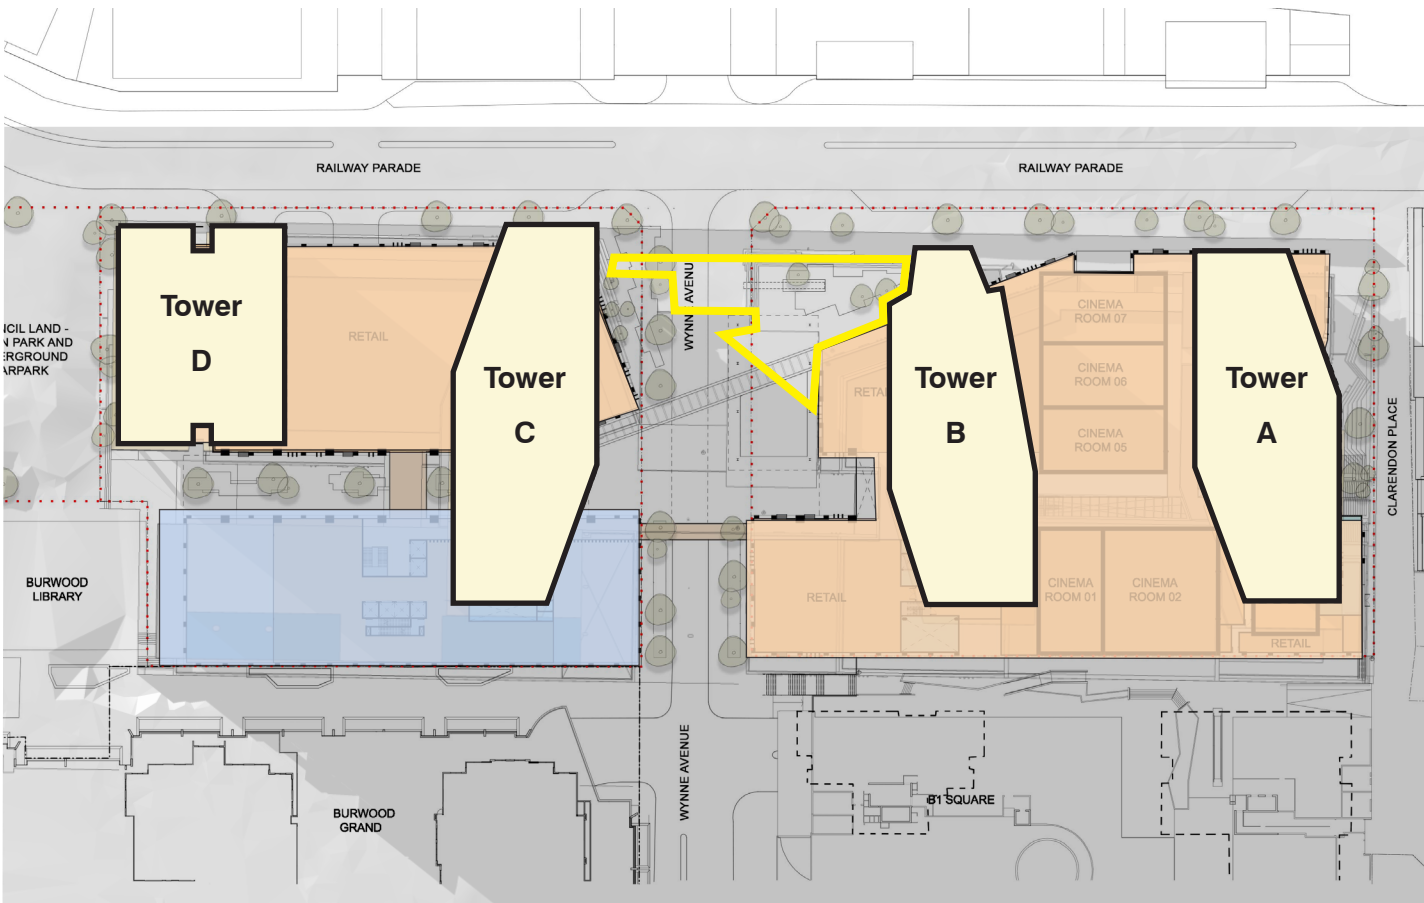 RAILWAY PARADE
RAILWAY PARADE
Tower
D
RETAIL
Tower
C
WYNNE AVENU
RETA
Tower
B
CINEMA
ROOM 07
CINEMA
ROOM 06
CINEMA
ROOM 05
Tower
A
CLARENDON PLACE
NCIL LAND -
N PARK AND
ERGROUND
ARPARK
BURWOOD
LIBRARY
RETAIL
CINEMA
ROOM 01
CINEMA
ROOM 02
RETAIL
WYNNE AVENUE
BURWOOD
GRAND
B1 SQUARE